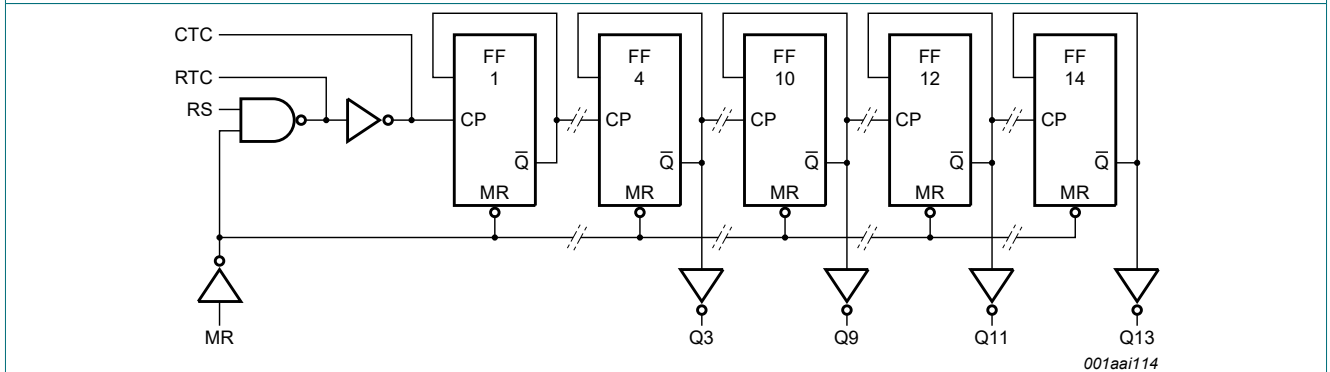 CTC
RTC
RS
FF
1
CP
Q̅
MR
FF
4
CP
Q̅
MR
FF
10
CP
Q̅
MR
FF
12
CP
Q̅
MR
FF
14
CP
Q̅
MR
MR
Q3
Q9
Q11
Q13
001aai114